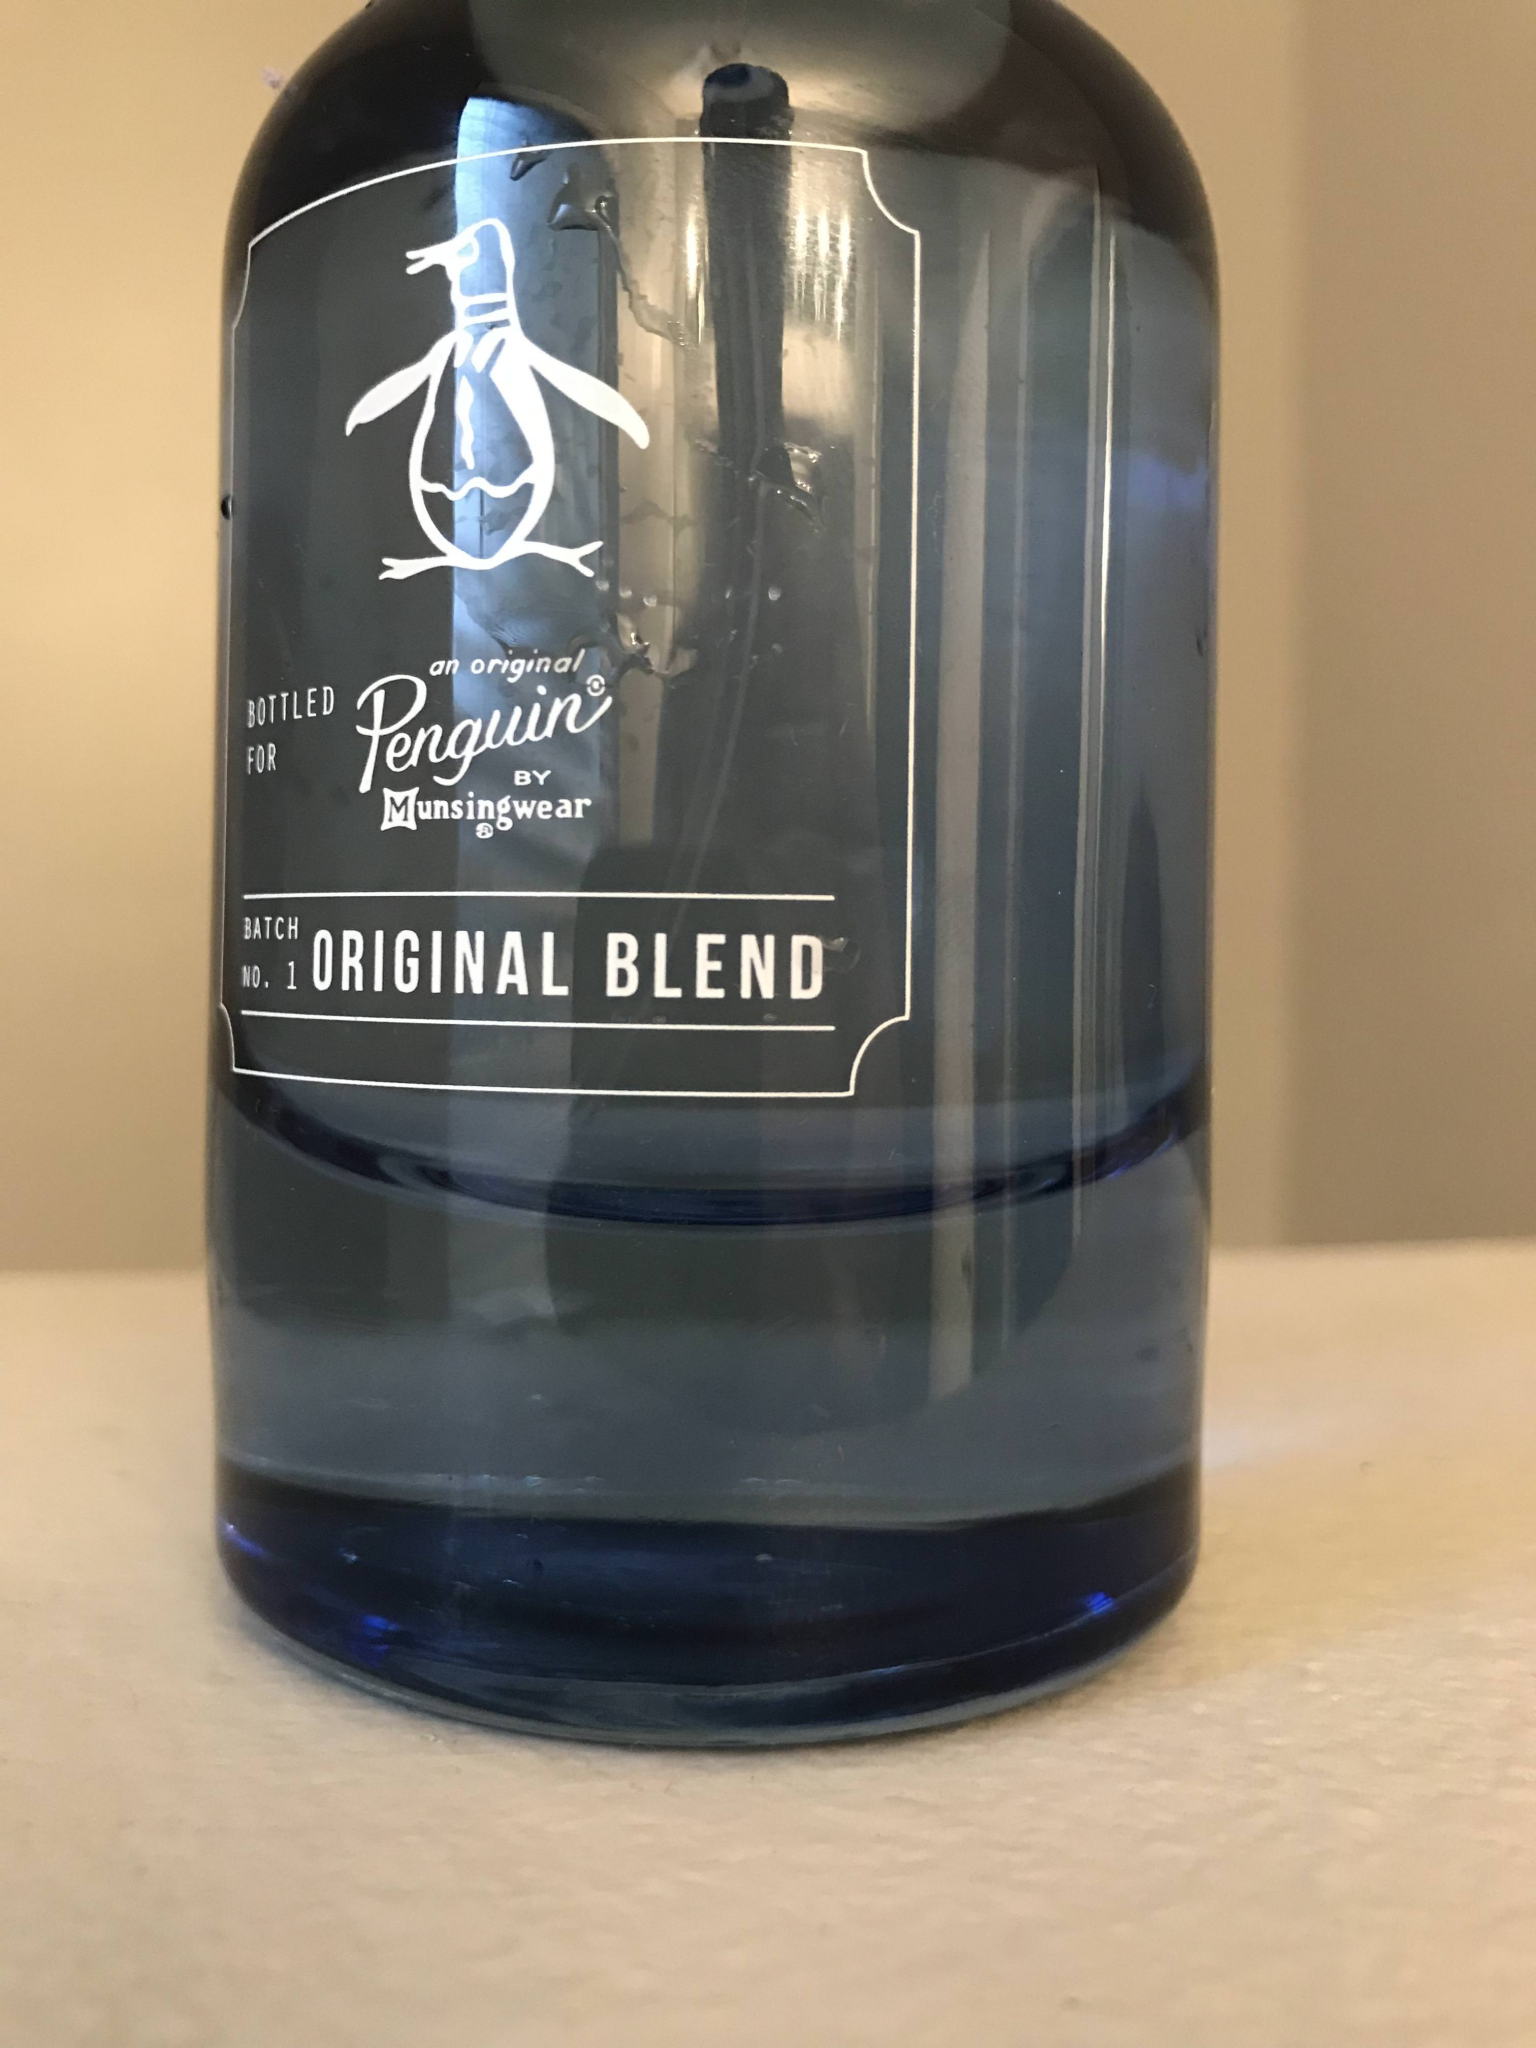 an original
BOTTLED
FOR
Penguin®
BY
Munsingwear
®
BATCH
NO. 1
ORIGINAL BLEND